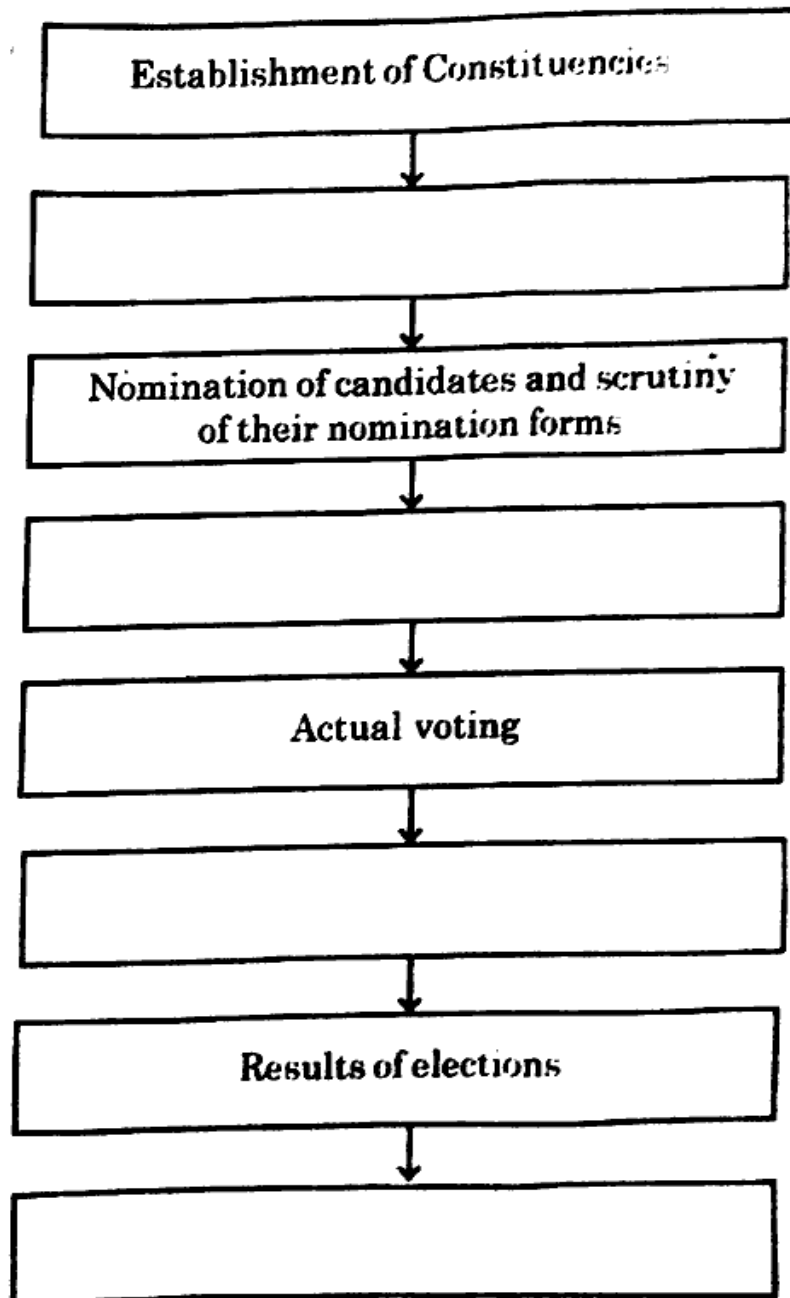 Establishment of Constituencies
Nomination of candidates and scrutiny
of their nomination forms
Actual voting
Results of elections